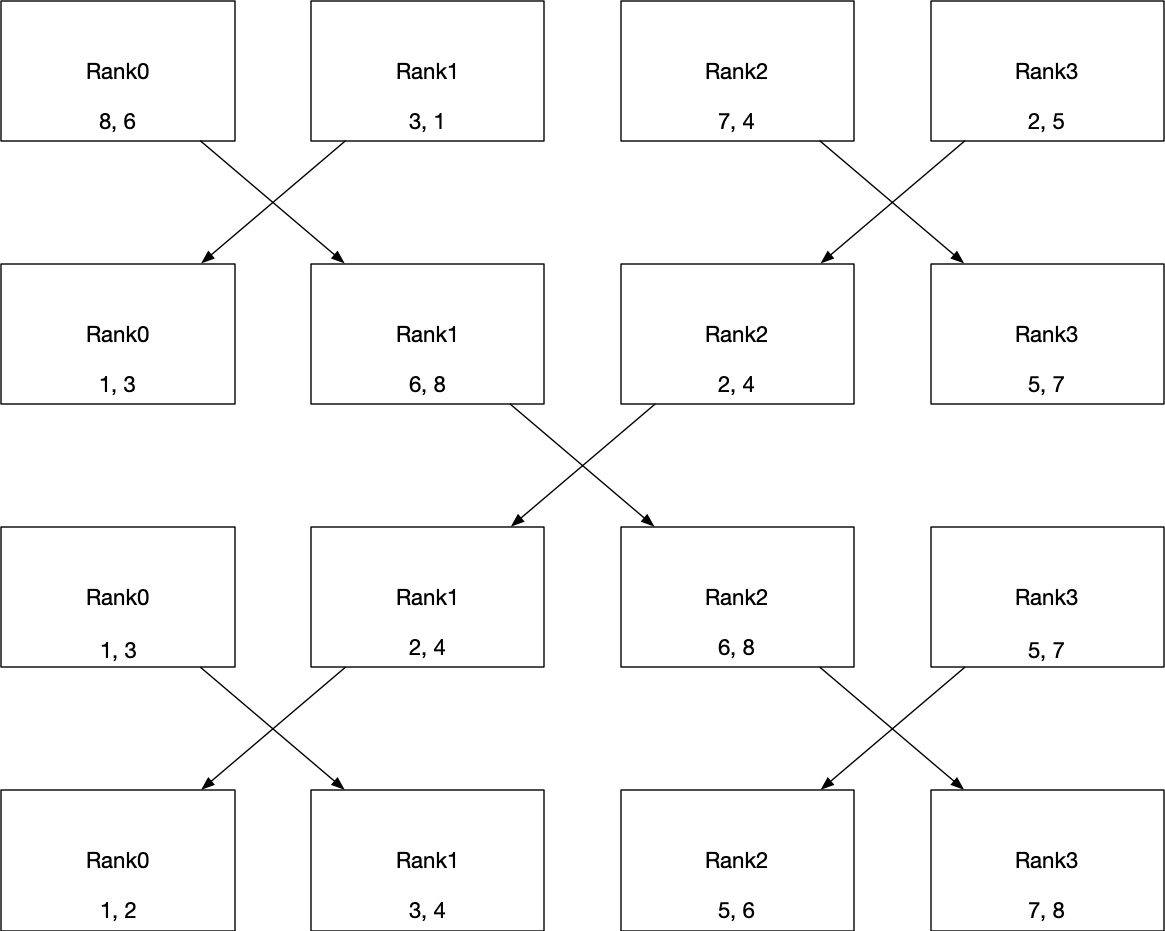 Rank0
8, 6
Rank1
3, 1
Rank2
7, 4
Rank3
2, 5
Rank0
1, 3
Rank1
6, 8
Rank2
2, 4
Rank3
5, 7
Rank0
1, 3
Rank1
2, 4
Rank2
6, 8
Rank3
5, 7
Rank0
1, 2
Rank1
3, 4
Rank2
5, 6
Rank3
7, 8